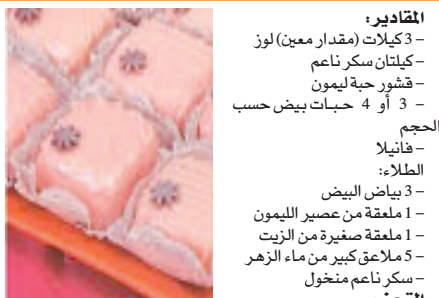 المقادير:
– 3 كيلات (مقدار معين) لوز
– كيلتان سكر ناعم
– قشور حبة ليمون
– 3 أو 4 حبات بيض حسب
الحجم
– فانيلا
الطلاء:
– 3 بياض البيض
– 1 ملعقة من عصير الليمون
– 1 ملعقة صغيرة من الزيت
– 5 ملاعق كبير من ماء الزهر
– سكر ناعم منخول